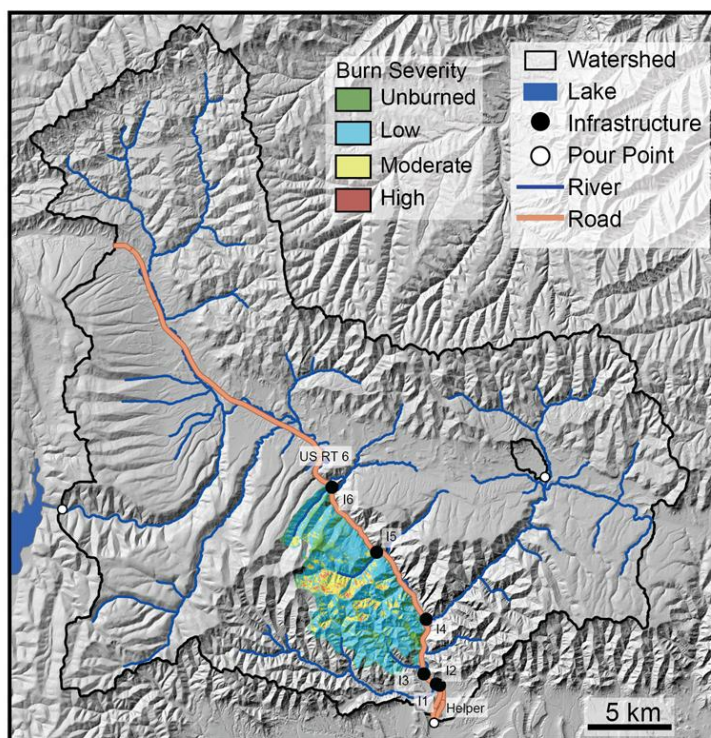 Burn Severity
Unburned
Low
Moderate
High
Watershed
Lake
Infrastructure
Pour Point
River
Road
US RT 6
I6
I5
I4
I3
I2
I1
Helper
5 km